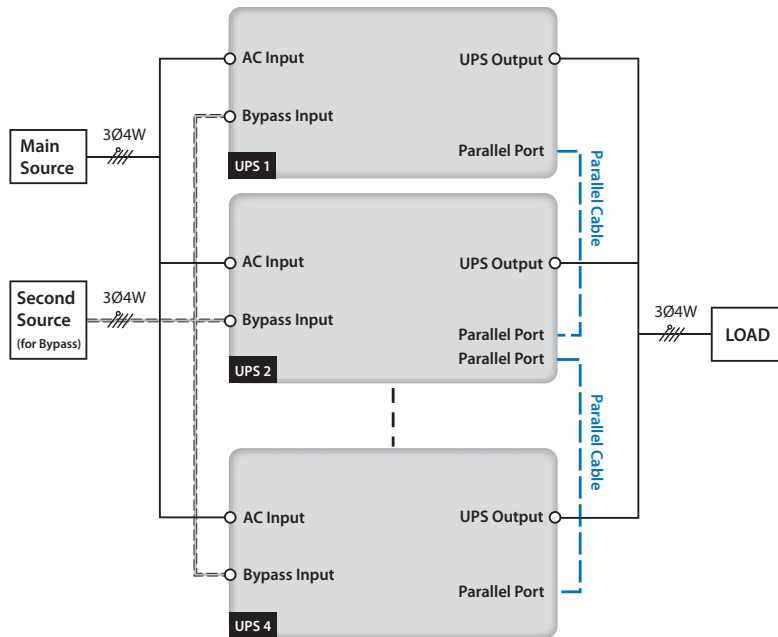 AC Input
UPS Output
Bypass Input
Parallel Port
UPS 1
3Ø4W
Main
Source
Parallel Cable
AC Input
UPS Output
Bypass Input
Parallel Port
Parallel Port
UPS 2
3Ø4W
Second
Source
(for Bypass)
3Ø4W
LOAD
Parallel Cable
AC Input
UPS Output
Bypass Input
Parallel Port
UPS 4